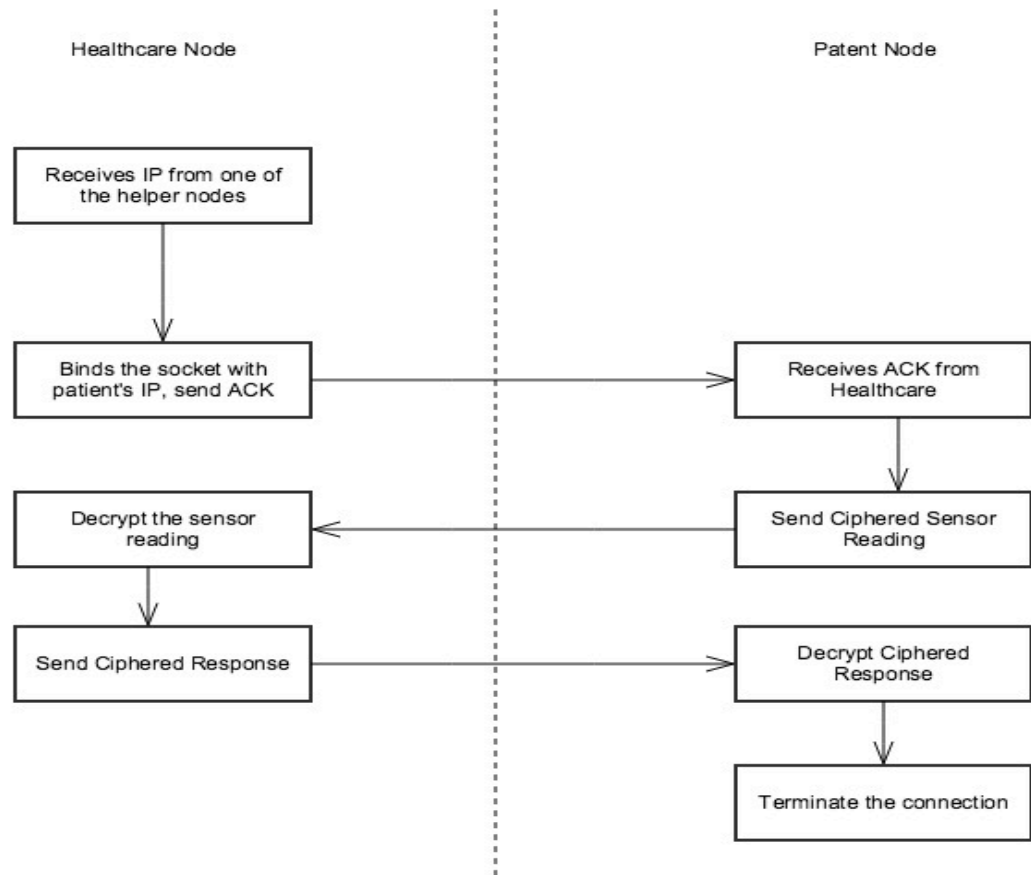 Healthcare Node
Patent Node
Receives IP from one of
the helper nodes
Binds the socket with
patient's IP, send ACK
Receives ACK from
Healthcare
Decrypt the sensor
reading
Send Ciphered Sensor
Reading
Send Ciphered Response
Decrypt Ciphered
Response
Terminate the connection